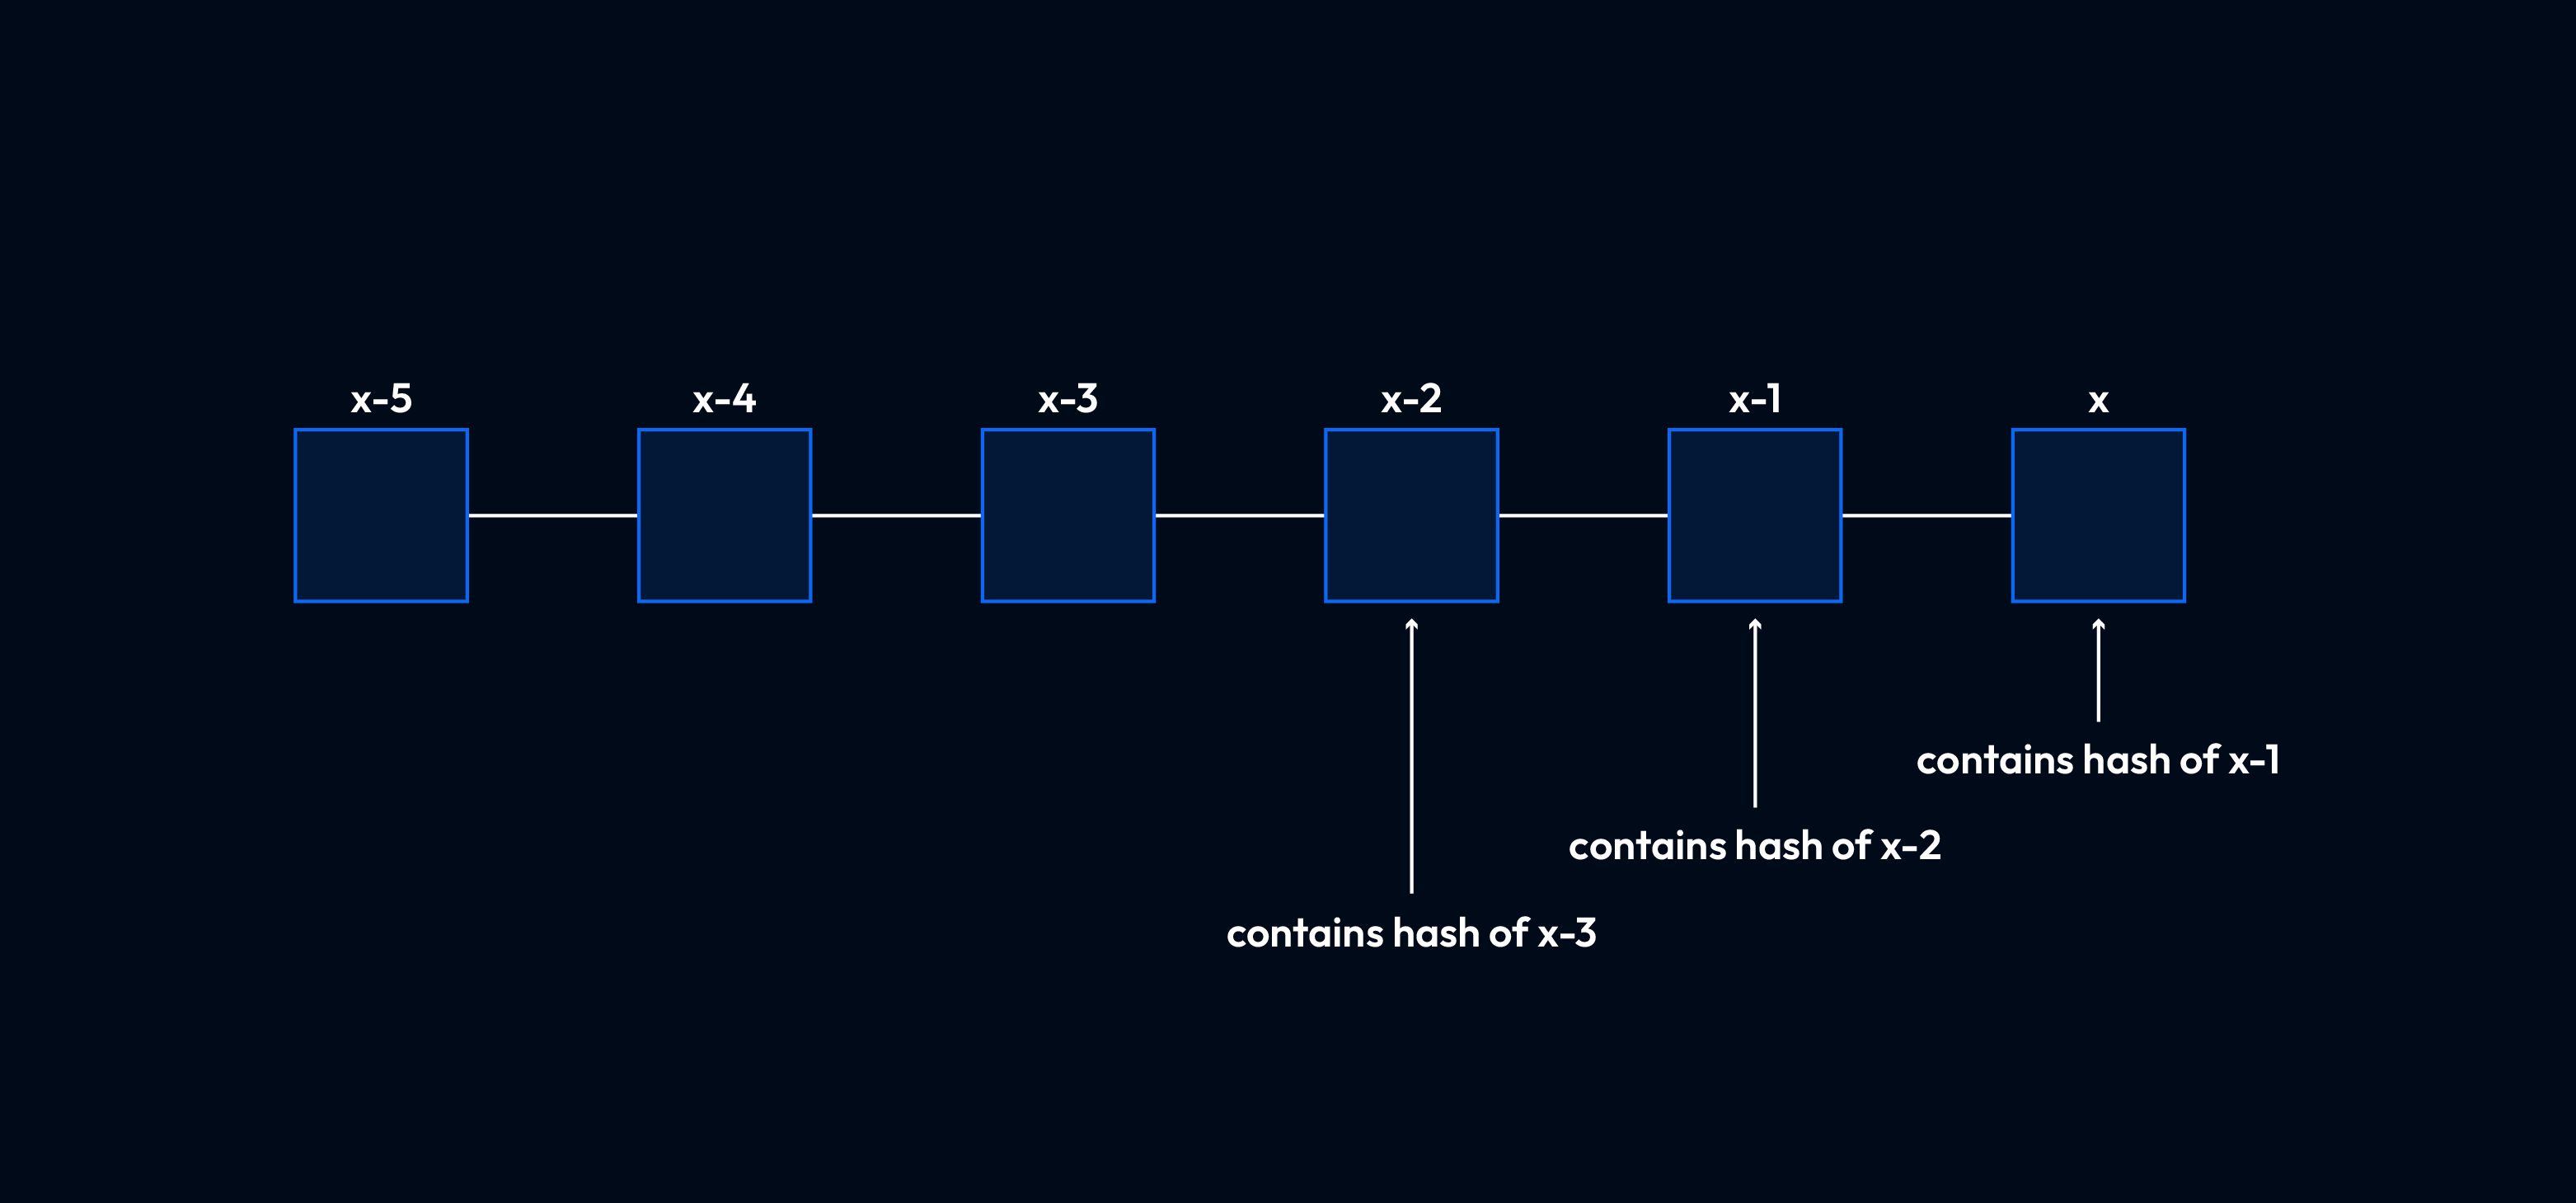 x-5
x-4
x-3
x-2
x-1
x
contains hash of x-1
contains hash of x-2
contains hash of x-3